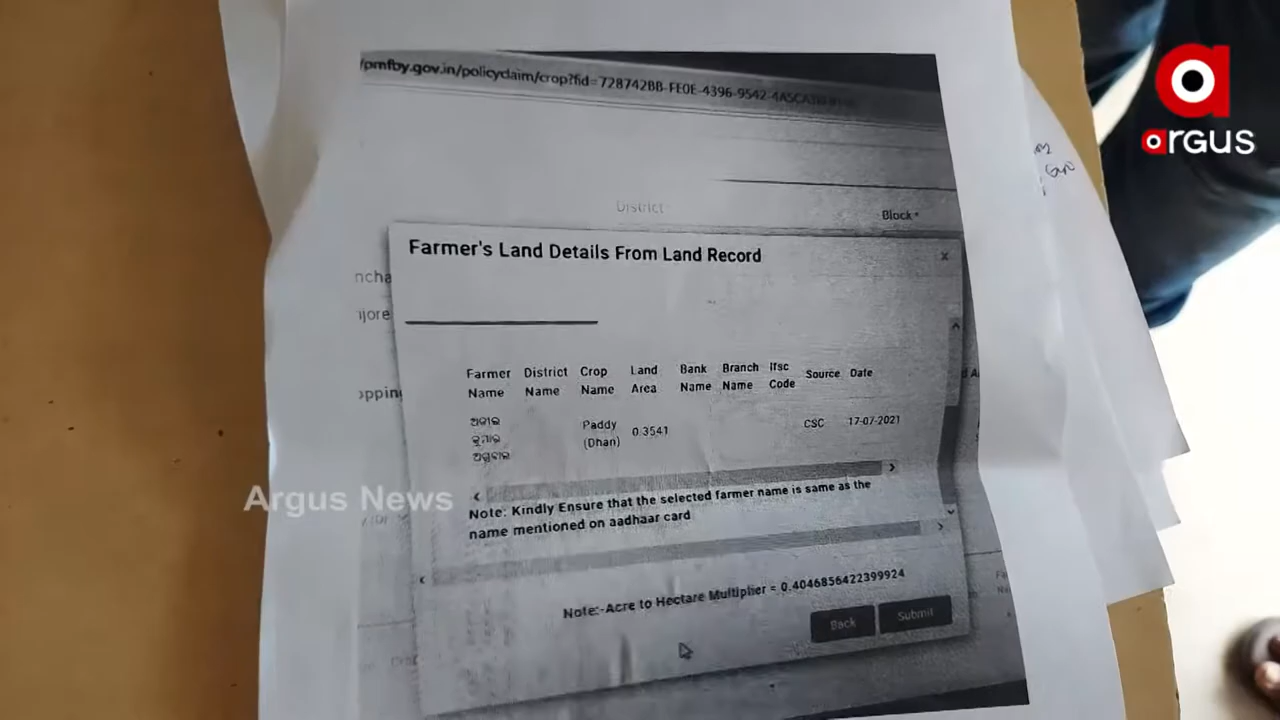 argus
/pmfby.gov.in/policyclaim/crop?fid=728742BB-FE0E-4396-9542-
District
Block*
Farmer's Land Details From Land Record
x
ncha
ijore
Farmer Name District Name Crop Name Land Area Bank Name Branch Name Ifsc Code Source Date
କୁମାର Paddy (Dhan) 0.3541 CSC 17-07-2021
�ଗ୍ରୱାଲ
opping
Argus News
Note: Kindly Ensure that the selected farmer name is same as the
name mentioned on aadhaar card
Note:-Acre to Hectare Multiplier = 0.4046856422399924
Back Submit